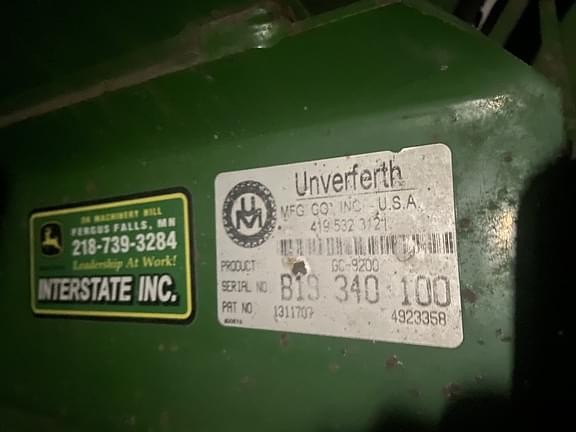 ON MACHINERY HILL
FERGUS FALLS, MN
218-739-3284
Leadership At Work!
INTERSTATE INC.
UM
Unverferth
MFG CO. INC. U.S.A.
419 532 3121
PRODUCT GC-9200
SERIAL NO B19 340 100
PAT NO 1311707 4923358